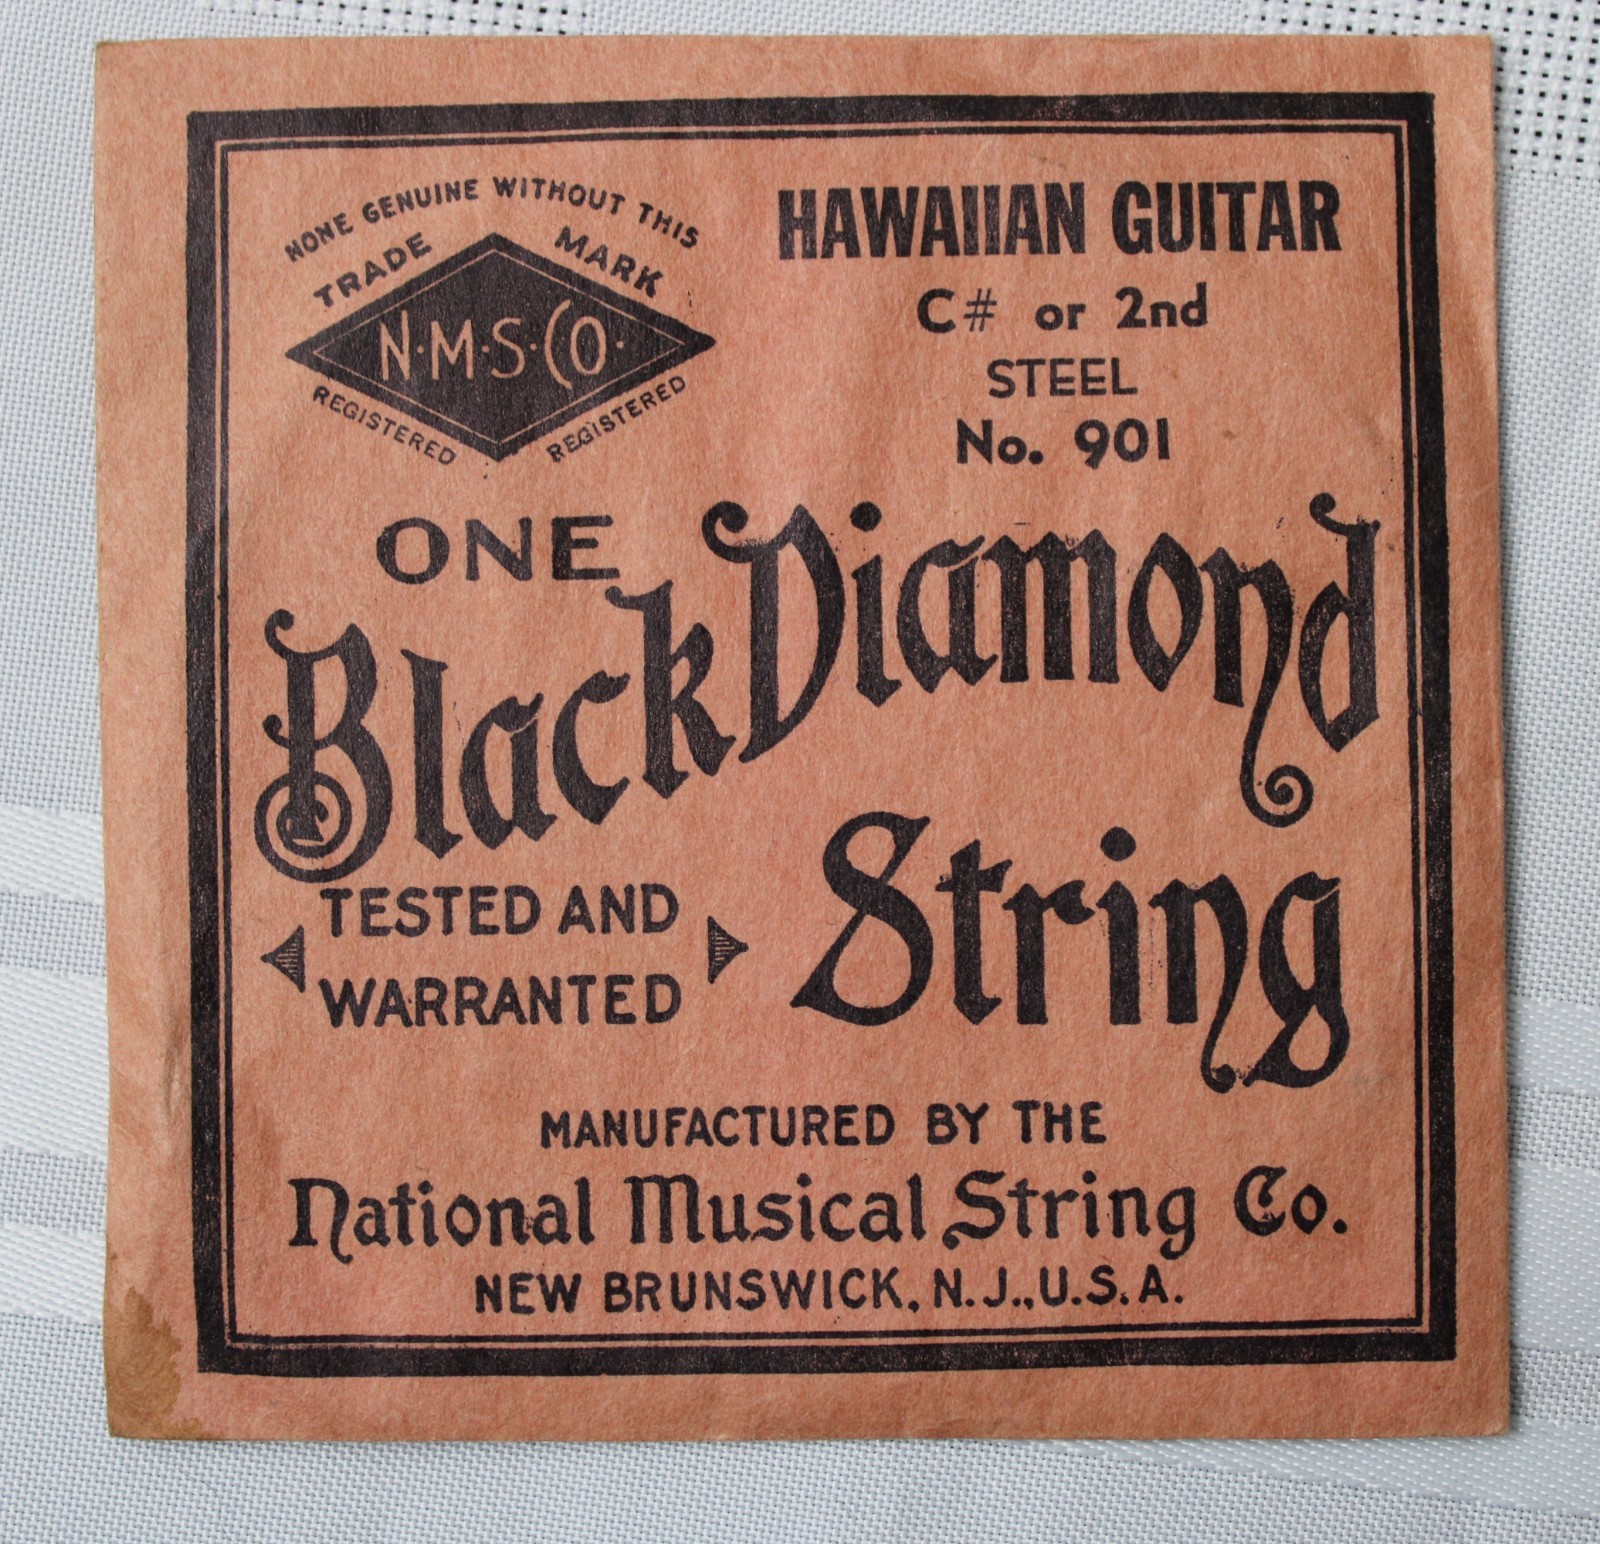 NONE GENUINE WITHOUT THIS
TRADE MARK
N·M·S·CO·
REGISTERED REGISTERED
HAWAIIAN GUITAR
C# or 2nd
STEEL
No. 901
ONE
Black Diamond
String
TESTED AND
WARRANTED
MANUFACTURED BY THE
National Musical String Co.
NEW BRUNSWICK, N.J., U.S.A.